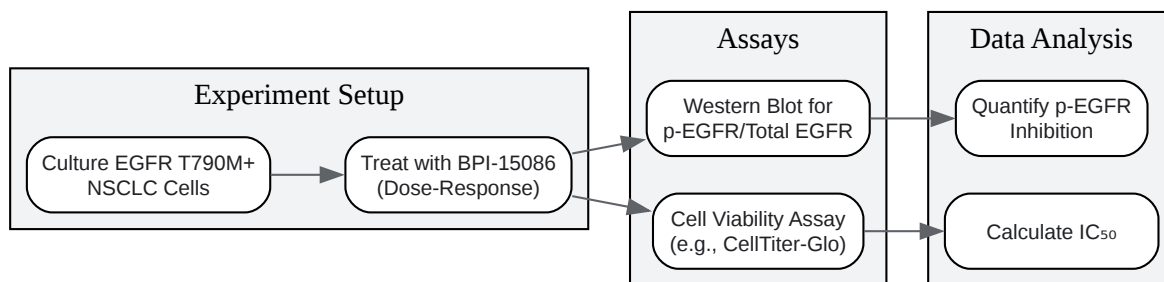 Experiment Setup
Culture EGFR T790M+
NSCLC Cells
Treat with BPI-15086
(Dose-Response)
Assays
Western Blot for
p-EGFR/Total EGFR
Cell Viability Assay
(e.g., CellTiter-Glo)
Data Analysis
Quantify p-EGFR
Inhibition
Calculate IC₅₀